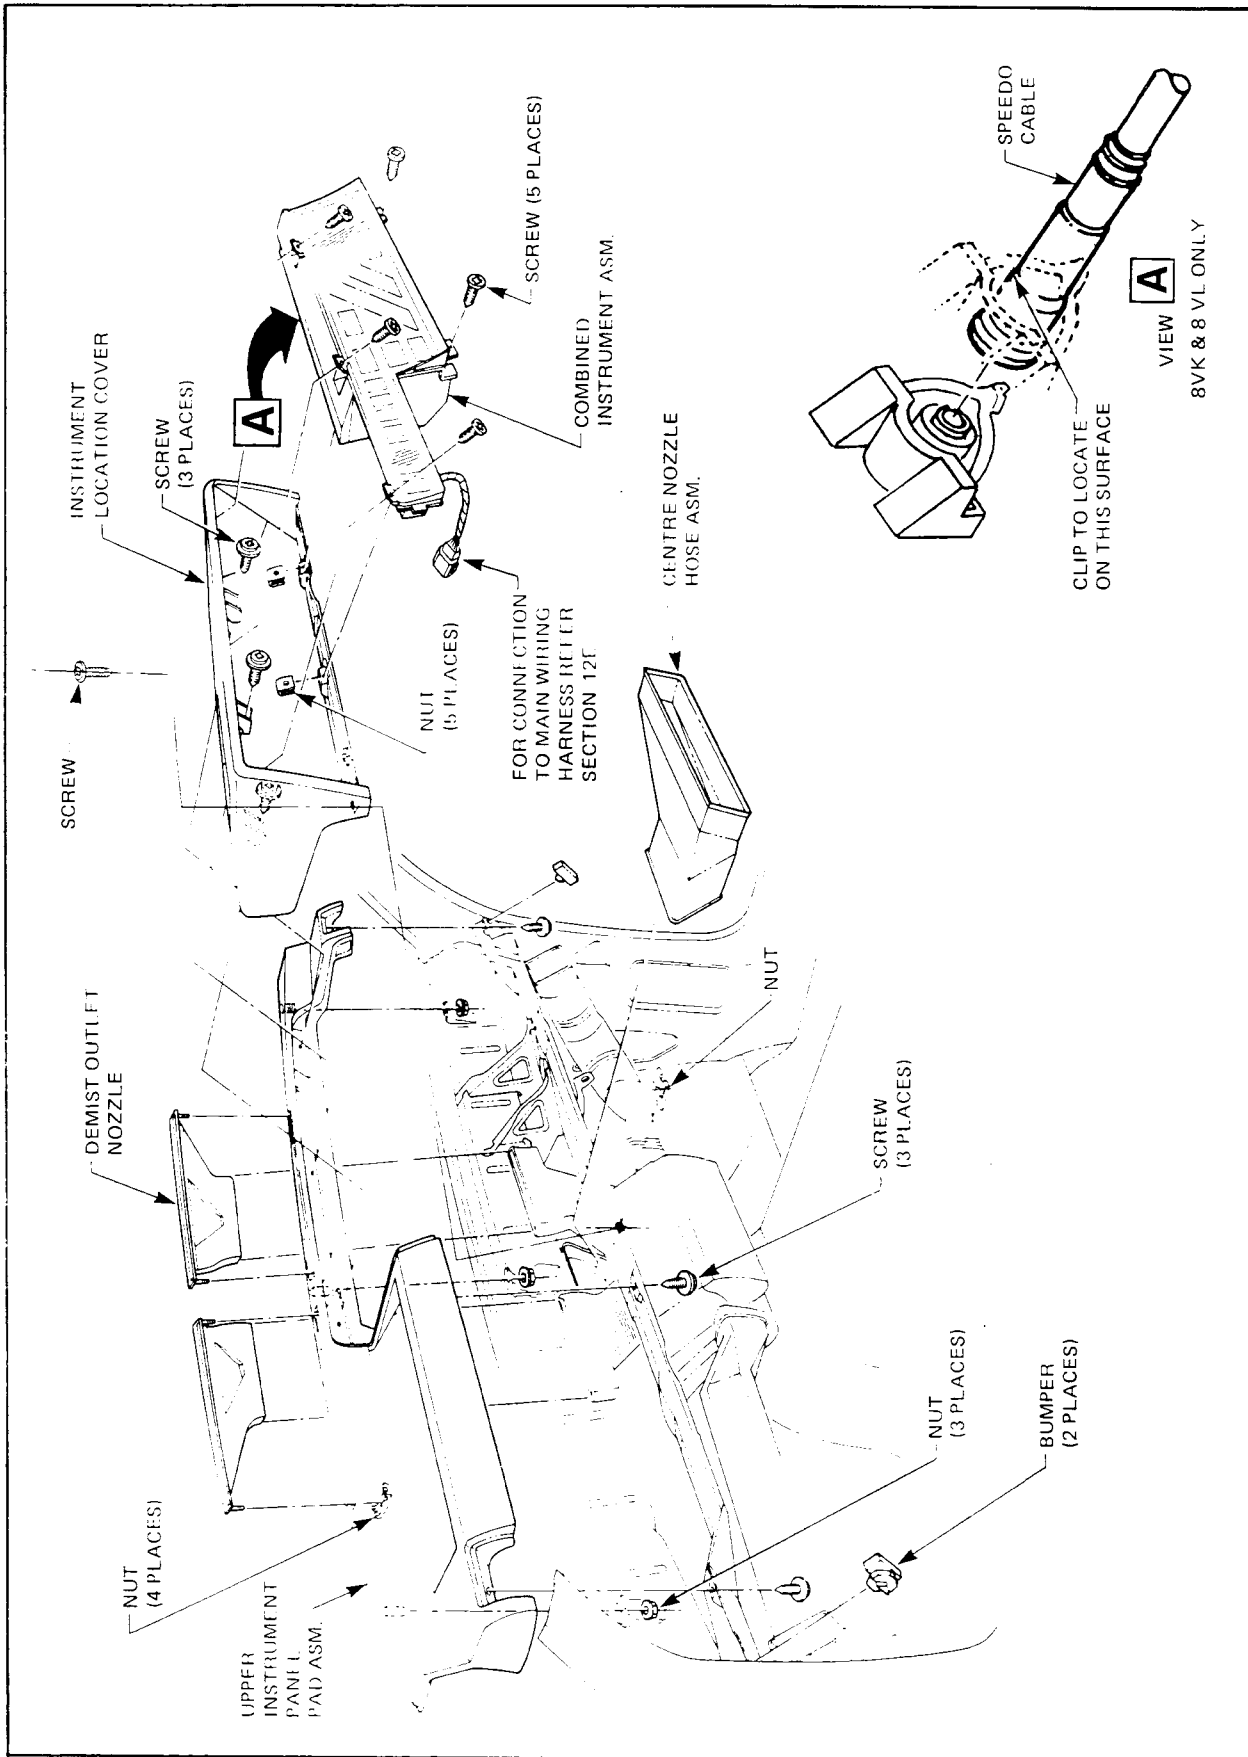 SCREW
INSTRUMENT
LOCATION COVER
SCREW
(3 PLACES)
A
SCREW (5 PLACES)
COMBINED
INSTRUMENT ASM.
NUT
(5 PLACES)
FOR CONNECTION
TO MAIN WIRING
HARNESS REFER
SECTION 12E
CENTRE NOZZLE
HOSE ASM.
DEMIST OUTLET
NOZZLE
NUT
(4 PLACES)
UPPER
INSTRUMENT
PANEL
PAD ASM.
NUT
SCREW
(3 PLACES)
NUT
(3 PLACES)
BUMPER
(2 PLACES)
SPEEDO
CABLE
CLIP TO LOCATE
ON THIS SURFACE
VIEW A
8VK & 8 VL ONLY